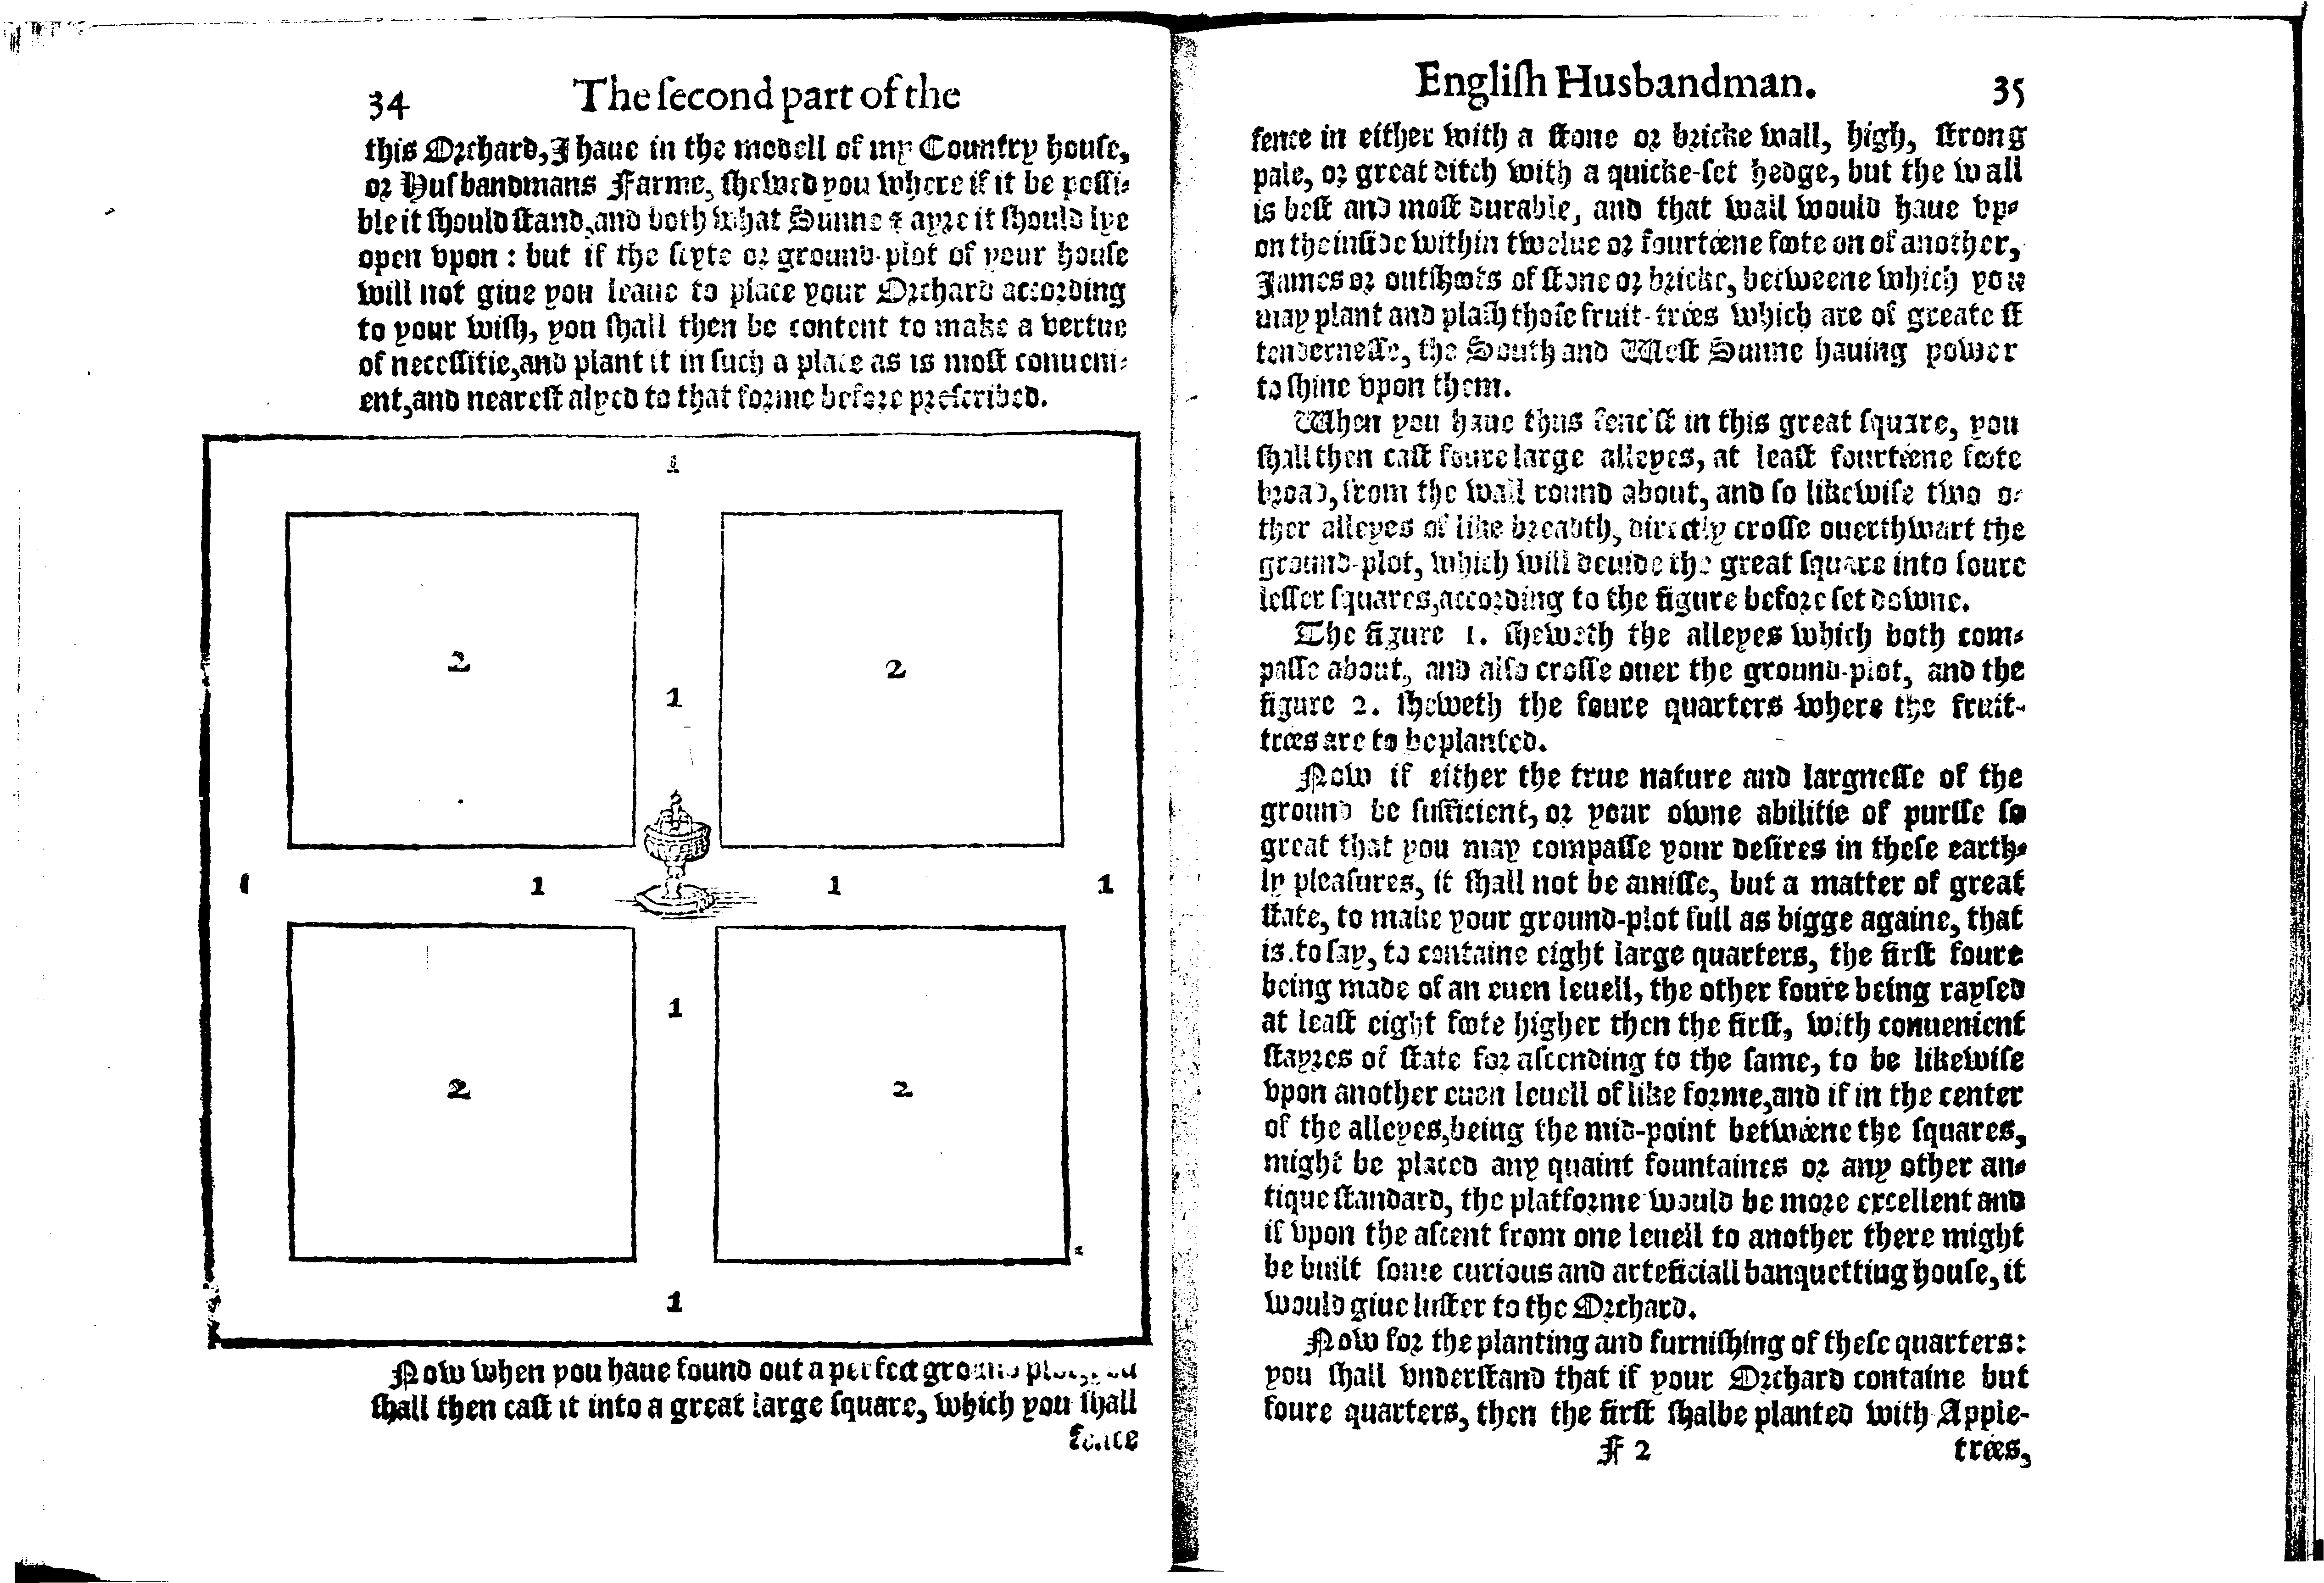 34 The ſecond part of the
this Orchard, I haue in the modell of my Country houſe,
or Huſbandmans Farme, ſhewed you where if it be poſſi-
ble it ſhould ſtand, and both what Sunne & ayre it ſhould lye
open vpon: but if the ſcyte or ground-plot of your houſe
will not giue you leaue to place your Orchard according
to your wiſh, you ſhall then be content to make a vertue
of neceſſitie, and plant it in ſuch a place as is moſt conueni-
ent, and neareſt alyed to that forme before preſcribed.
1
2 2
1
1 1 1 1
1
2 2
1
Now when you haue found out a perfect ground plot, you
ſhall then caſt it into a great large ſquare, which you ſhall
fence
Engliſh Husbandman. 35
fence in either with a ſtone or bricke wall, high, ſtrong
pale, or great ditch with a quicke-ſet hedge, but the wall
is beſt and moſt durable, and that wall would haue vp-
on the inſide within twelue or fourteene foote on of another,
James or outſhoots of ſtone or bricke, betweene which you
may plant and plaſh thoſe fruit-trees which are of greateſt
tenderneſſe, the South and Weſt Sunne hauing power
to ſhine vpon them.
When you haue thus fenc'ſt in this great ſquare, you
ſhall then caſt foure large alleyes, at leaſt fourteene foote
broad, from the wall round about, and ſo likewiſe two o-
ther alleyes of like breadth, directly croſſe ouerthwart the
ground-plot, which will deuide the great ſquare into foure
leſſer ſquares, according to the figure before ſet downe.
The figure 1. ſheweth the alleyes which both com-
paſſe about, and alſo croſſe ouer the ground-plot, and the
figure 2. ſheweth the foure quarters where the fruit-
trees are to be planted.
Now if either the true nature and largneſſe of the
ground be ſufficient, or your owne abilitie of purſſe ſo
great that you may compaſſe your deſires in theſe earth-
ly pleaſures, it ſhall not be amiſſe, but a matter of great
ſtate, to make your ground-plot full as bigge againe, that
is to ſay, to containe eight large quarters, the firſt foure
being made of an euen leuell, the other foure being rayſed
at leaſt eight foote higher then the firſt, with conuenient
ſtayres of ſtate for aſcending to the ſame, to be likewiſe
vpon another euen leuell of like forme, and if in the center
of the alleyes, being the mid-point betweene the ſquares,
might be placed any quaint fountaines or any other an-
tique ſtandard, the platforme would be more excellent and
if vpon the aſcent from one leuell to another there might
be built ſome curious and arteficiall banquetting houſe, it
would giue luſter to the Orchard.
Now for the planting and furniſhing of theſe quarters:
you ſhall vnderſtand that if your Orchard containe but
foure quarters, then the firſt ſhalbe planted with Apple-
F 2 trees,